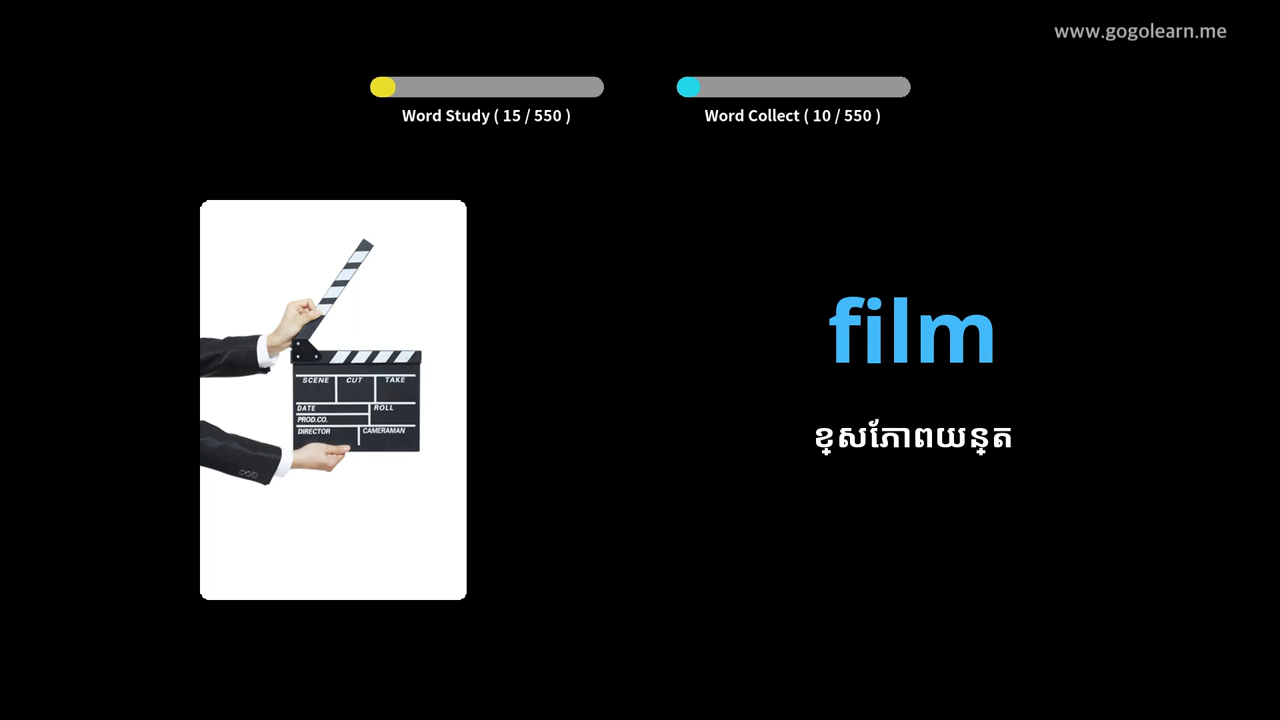 www.gogolearn.me
Word Study ( 15 / 550 )
Word Collect ( 10 / 550 )
film
ខ្សែភាពយន្ត
SCENE CUT TAKE
DATE ROLL
PROD.CO.
DIRECTOR CAMERAMAN